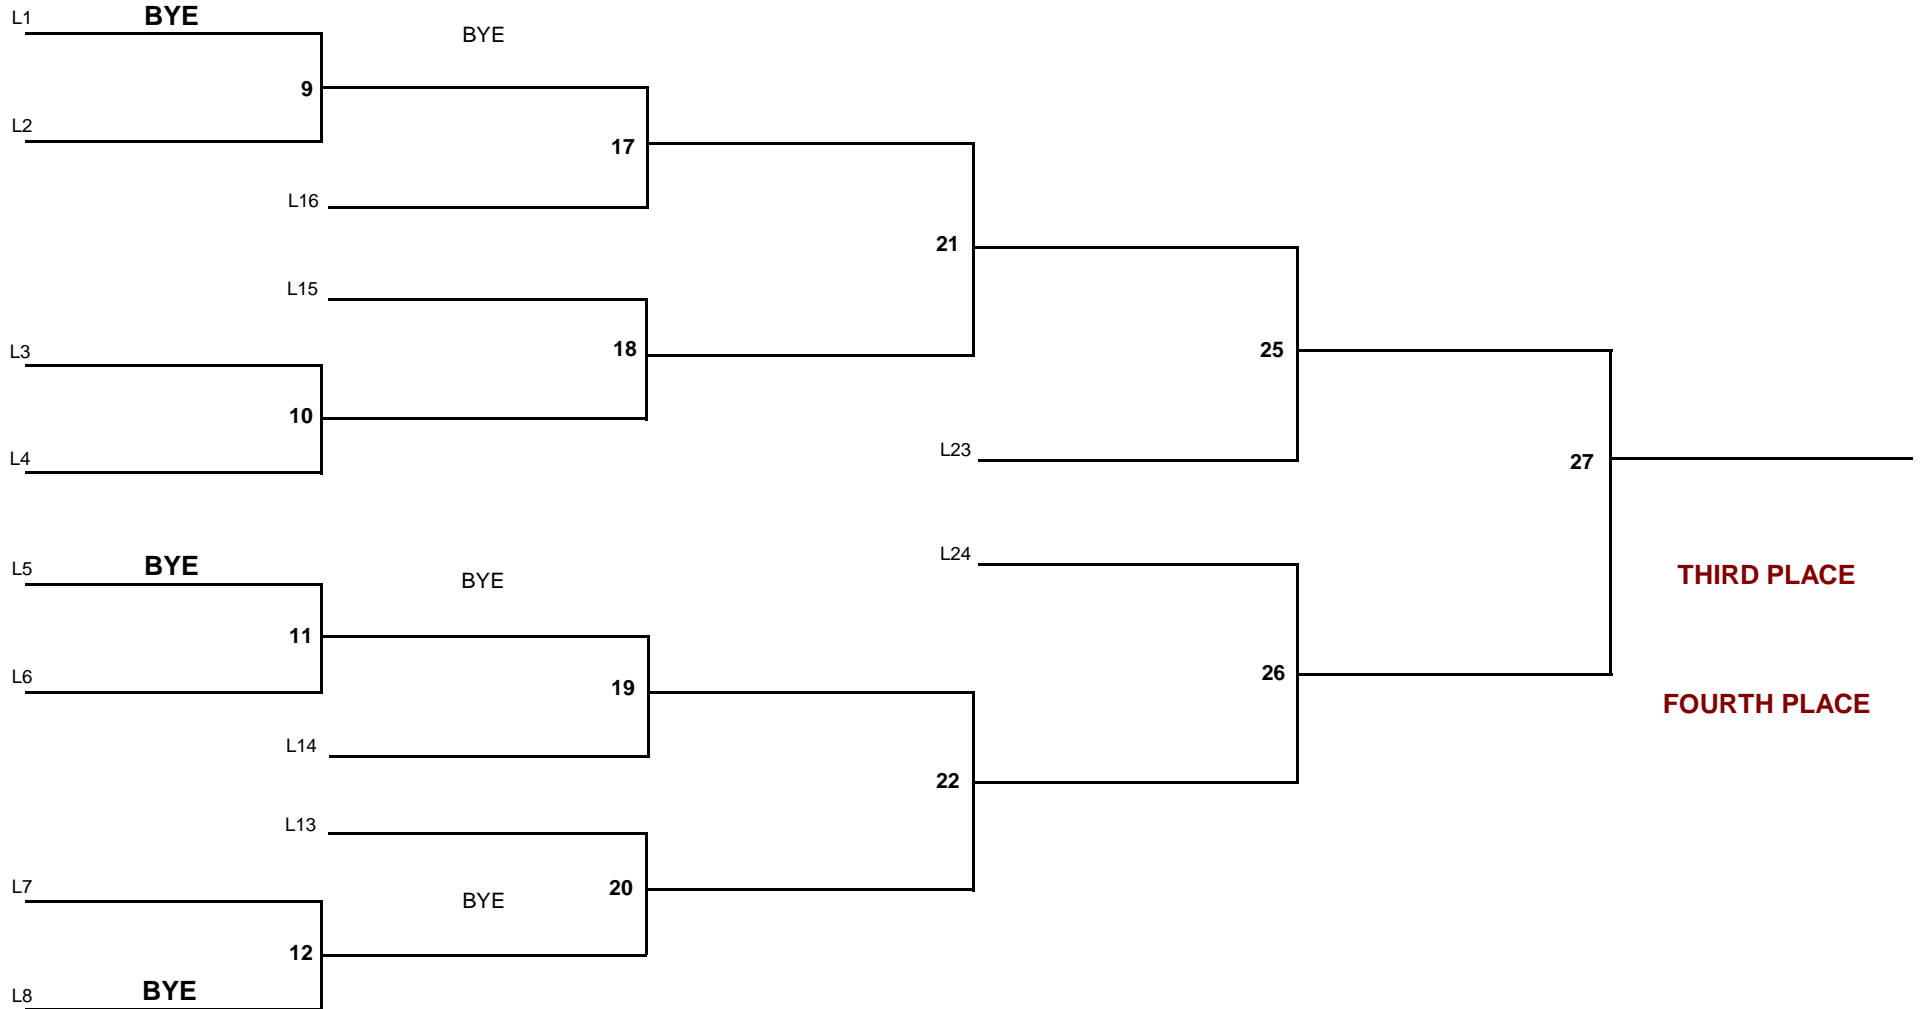 L1 BYE
BYE
9
L2
17
L16
21
L15
L3
18
25
10
L4
L23
27
L24
L5 BYE
BYE
THIRD PLACE
11
L6
19
26
FOURTH PLACE
L14
22
L13
L7
20
BYE
12
L8 BYE